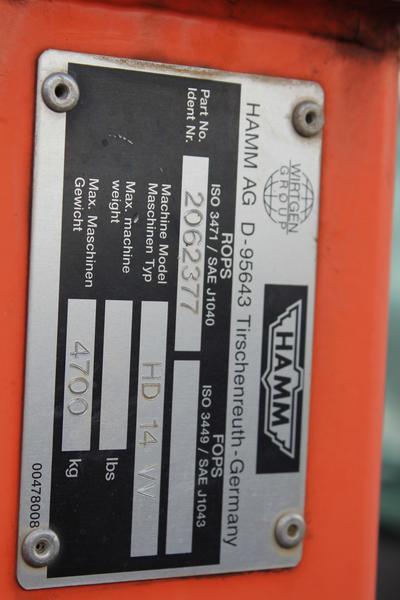 WIRTGEN
GROUP
HAMM
HAMM AG D-95643 Tirschenreuth-Germany
ROPS
ISO 3471 / SAE J1040
FOPS
ISO 3449 / SAE J1043
Part No.
Ident Nr.
2062377
Machine Model
Maschinen Typ
HD 14 VV
Max. machine
weight
lbs
Max. Maschinen
Gewicht
4700
kg
00478008